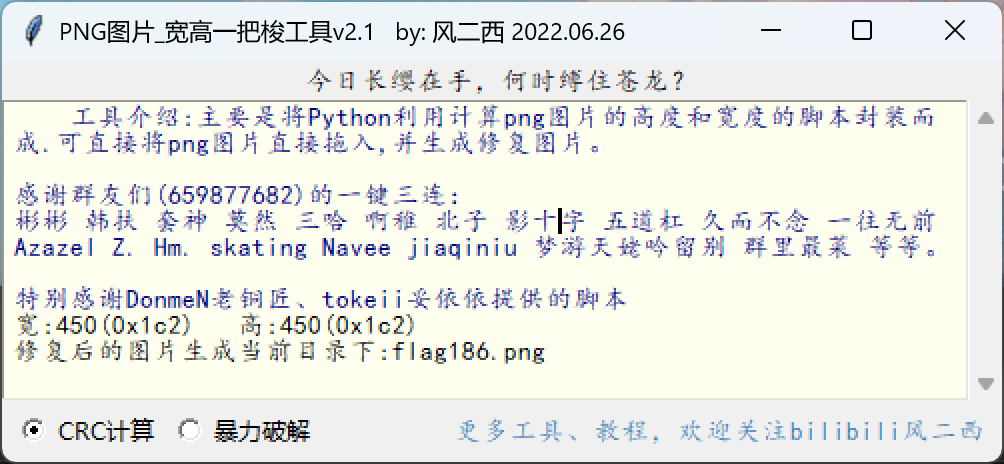 PNG图片_宽高一把梭工具v2.1 by: 风二西 2022.06.26
今日长缨在手，何时缚住苍龙？
工具介绍:主要是将Python利用计算png图片的高度和宽度的脚本封装而
成.可直接将png图片直接拖入,并生成修复图片。
感谢群友们(659877682)的一键三连:
彬彬 韩扶 套神 莫然 三哈 啊稚 北子 影十字 五道杠 久而不念 一往无前
Azazel Z. Hm. skating Navee jiaqiniu 梦游天姥吟留别 群里最菜 等等。
特别感谢DonmeN老铜匠、tokeii妥依依提供的脚本
宽:450(0x1c2) 高:450(0x1c2)
修复后的图片生成当前目录下:flag186.png
CRC计算 暴力破解 更多工具、教程，欢迎关注bilibili风二西